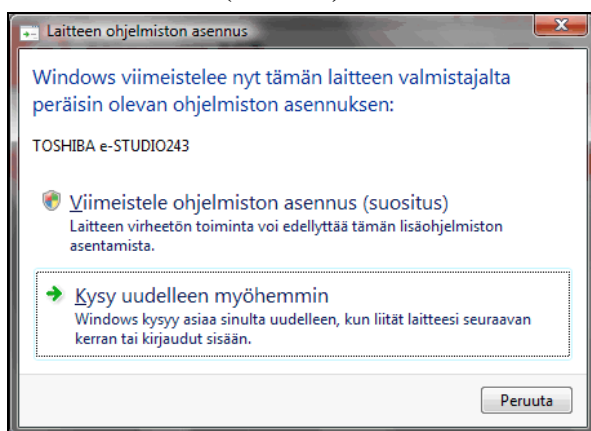 Laitteen ohjelmiston asennus
Windows viimeistelee nyt tämän laitteen valmistajalta
peräisin olevan ohjelmiston asennuksen:
TOSHIBA e-STUDIO243
Viimeistele ohjelmiston asennus (suositus)
Laitteen virheetön toiminta voi edellyttää tämän lisäohjelmiston
asentamista.
Kysy uudelleen myöhemmin
Windows kysyy asiaa sinulta uudelleen, kun liität laitteesi seuraavan
kerran tai kirjaudut sisään.
Peruuta